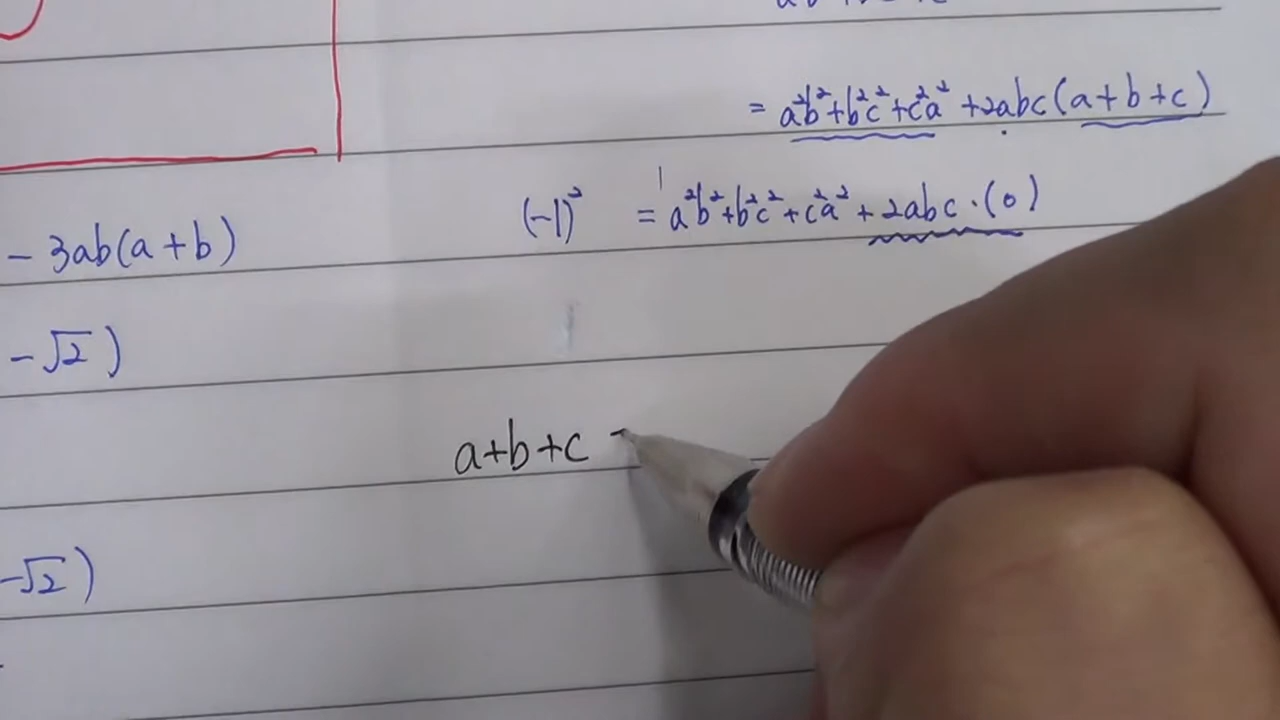 = a²b²+b²c²+c²a² +2abc(a+b+c)
(-1)² = a²b²+b²c²+c²a² + 2abc·(0)
- 3ab(a+b)
-√2 )
a+b+c
-√2 )